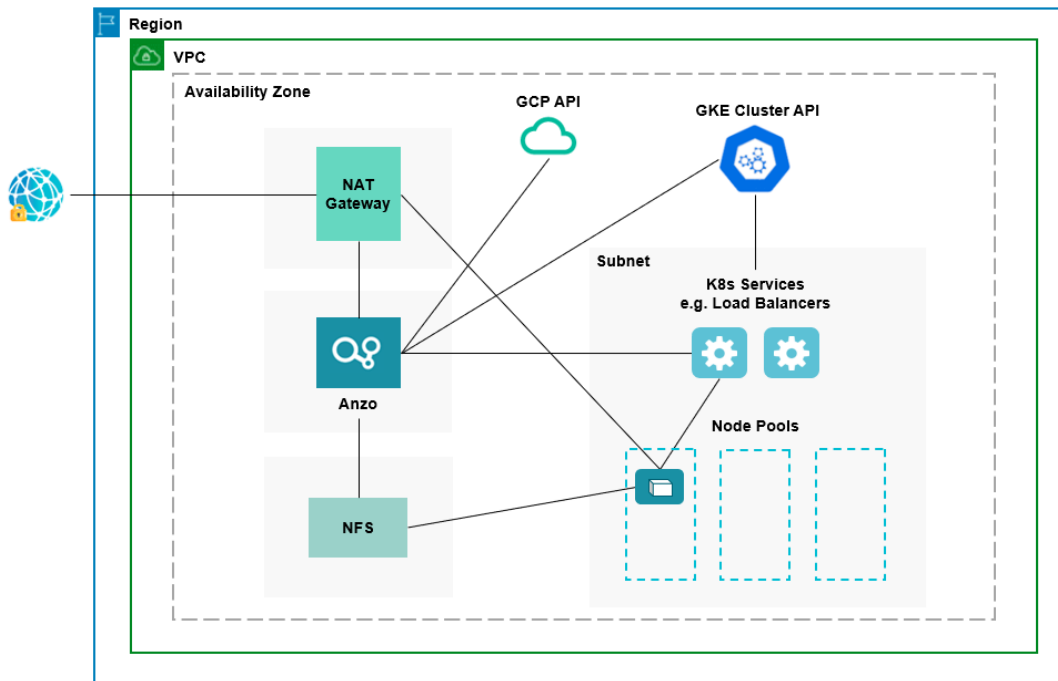 Region
VPC
Availability Zone
GCP API
GKE Cluster API
NAT
Gateway
Subnet
K8s Services
e.g. Load Balancers
Anzo
Node Pools
NFS